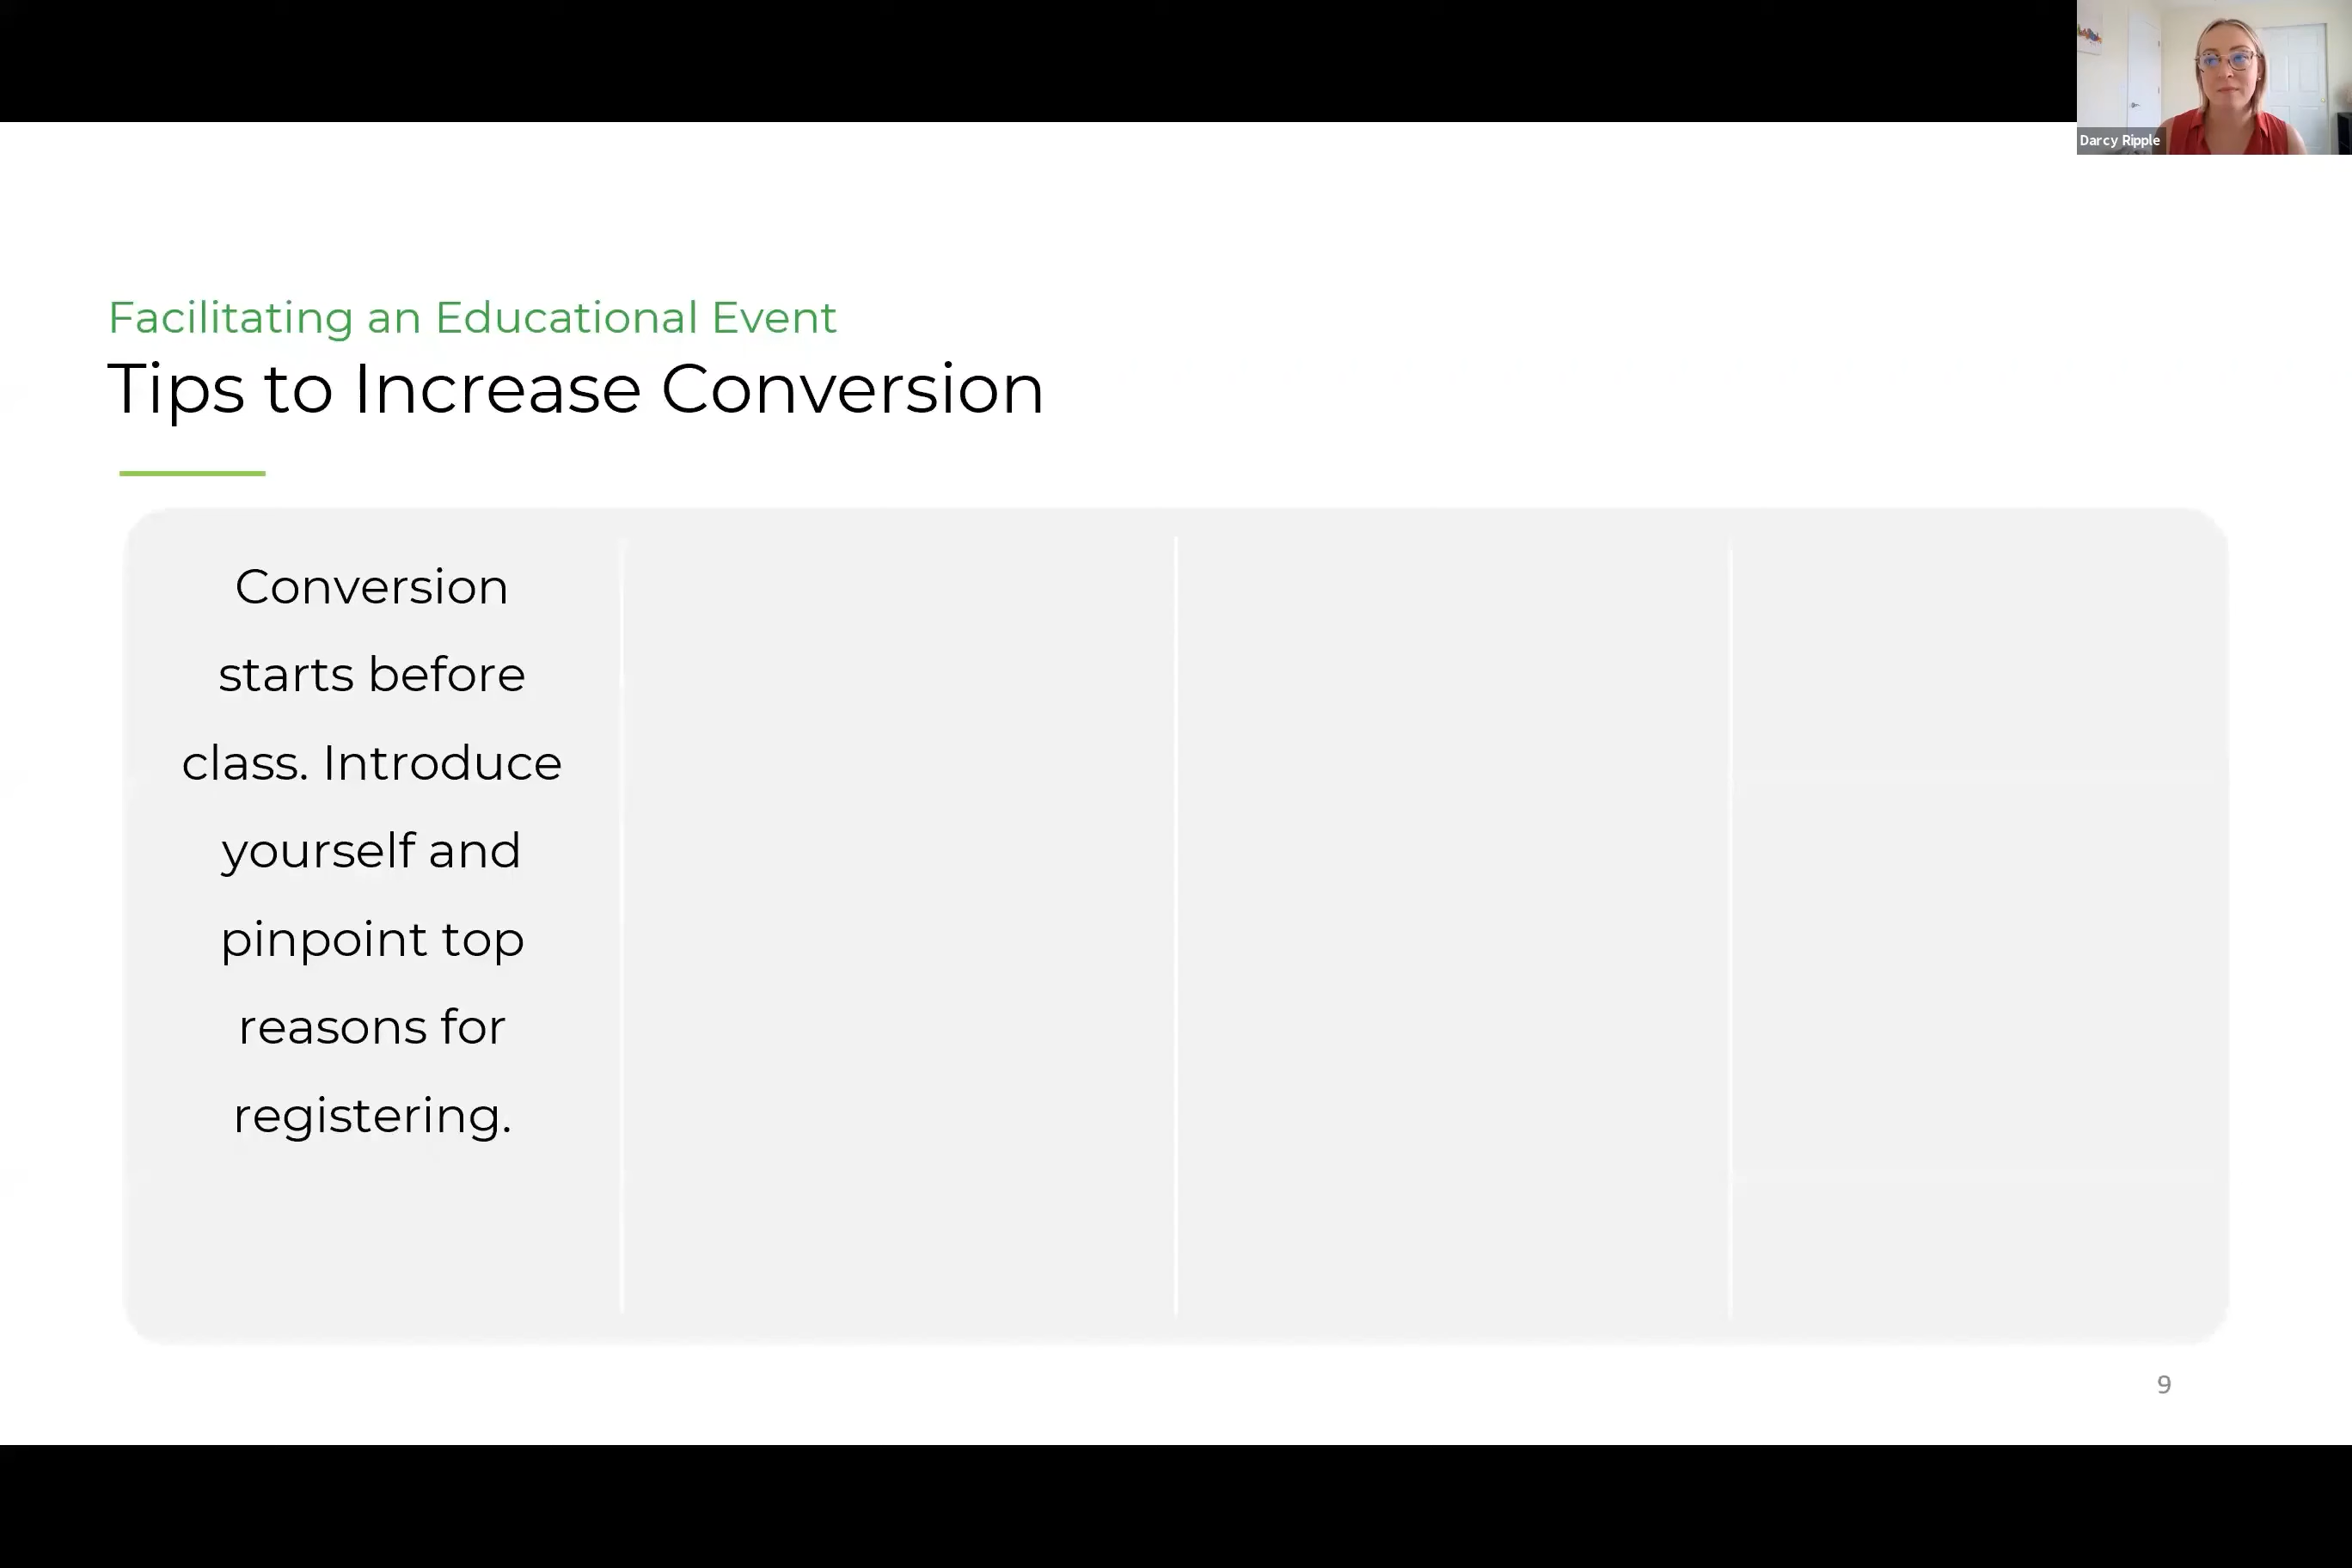 Darcy Ripple
Facilitating an Educational Event
Tips to Increase Conversion
Conversion
starts before
class. Introduce
yourself and
pinpoint top
reasons for
registering.
9